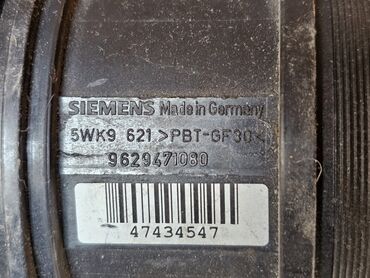 SIEMENS Made in Germany
5WK9 621 >PBT-GF30<
9629471080
47434547